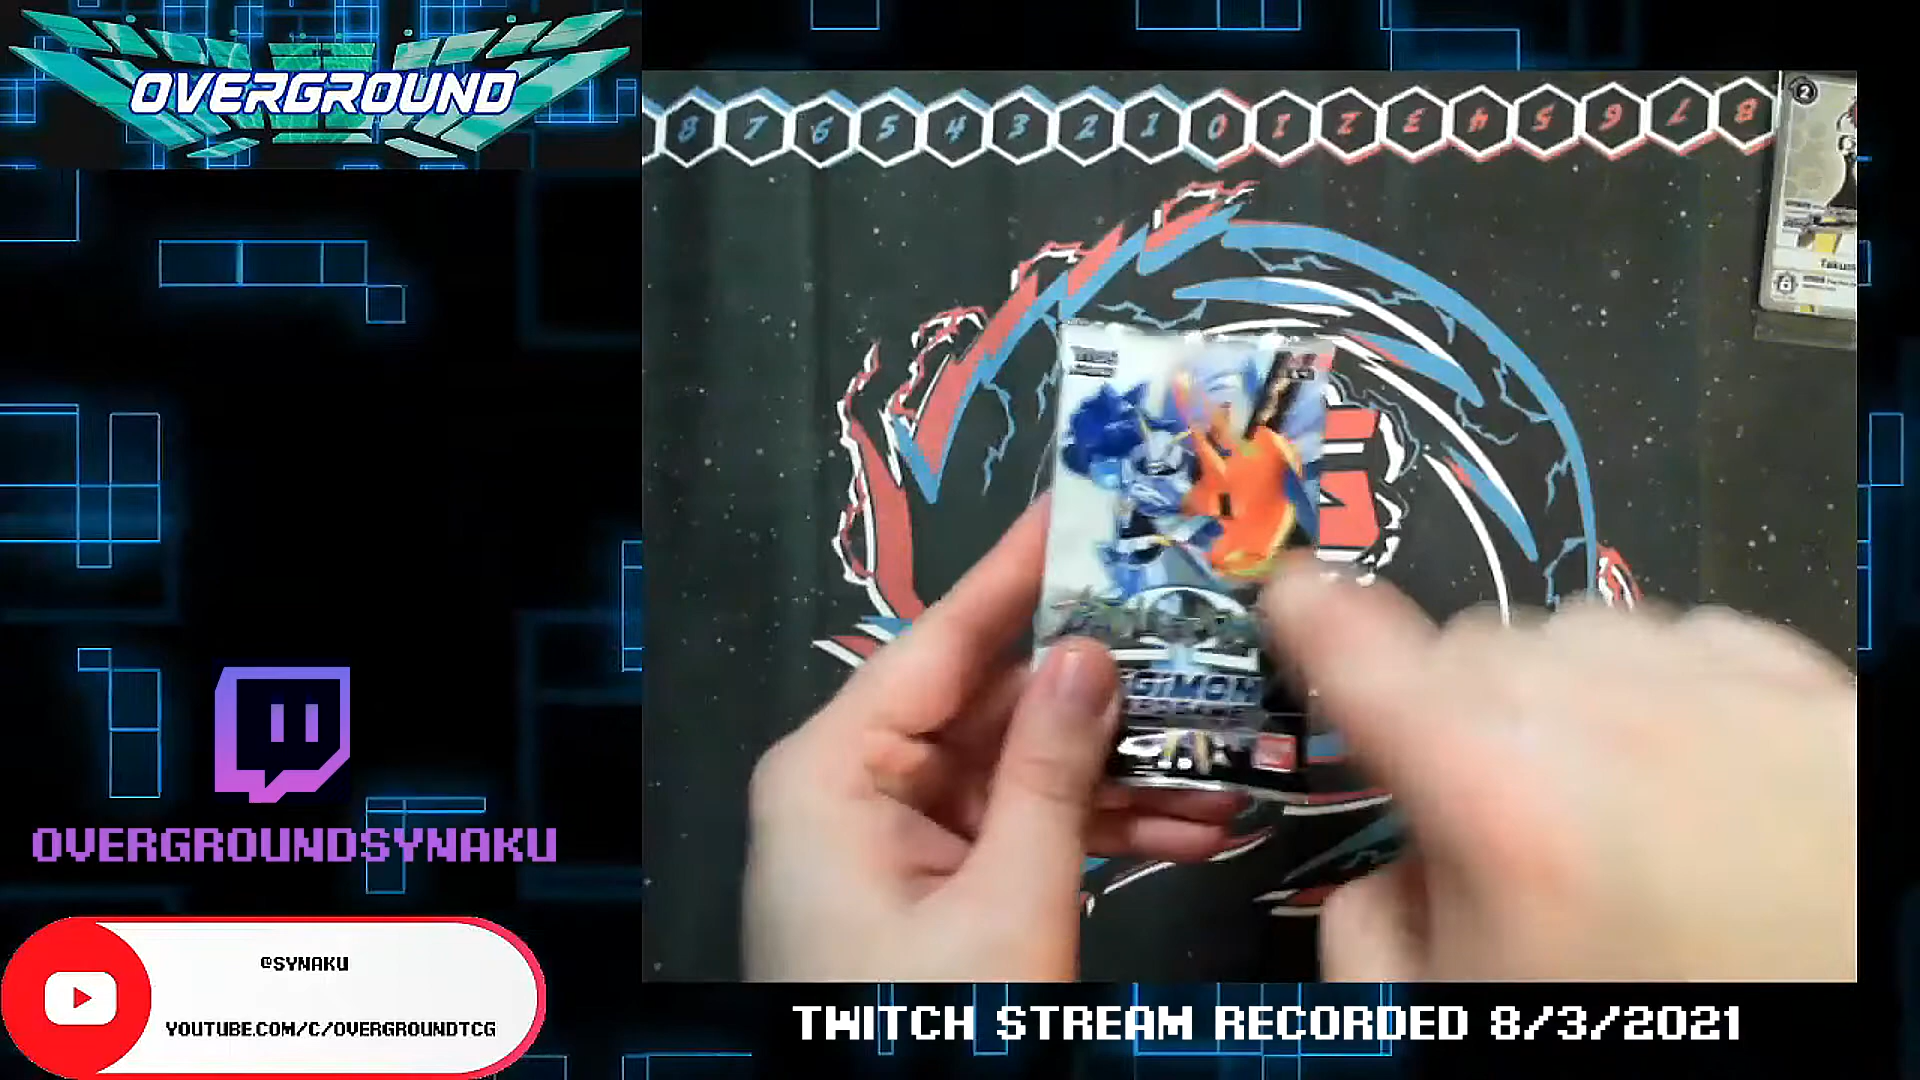 OVERGROUND
8 7 6 5 4 3 2 1 0 1 2 3 4 5 6 7 8
2
OVERGROUNDSYNAKU
@SYNAKU
YOUTUBE.COM/C/OVERGROUNDTCG
TWITCH STREAM RECORDED 8/3/2021